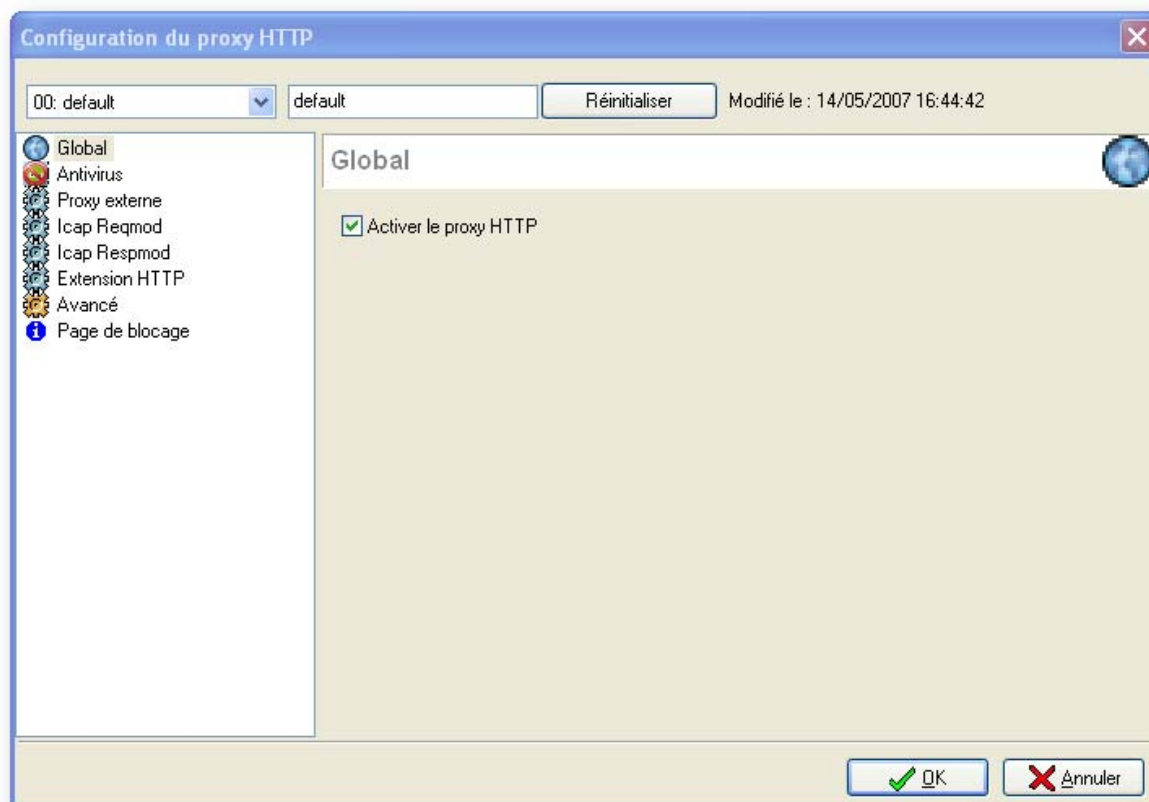 Configuration du proxy HTTP
00: default
default
Réinitialiser
Modifié le : 14/05/2007 16:44:42
Global
Antivirus
Proxy externe
Icap Reqmod
Icap Respmod
Extension HTTP
Avancé
Page de blocage
Global
Activer le proxy HTTP
OK
Annuler